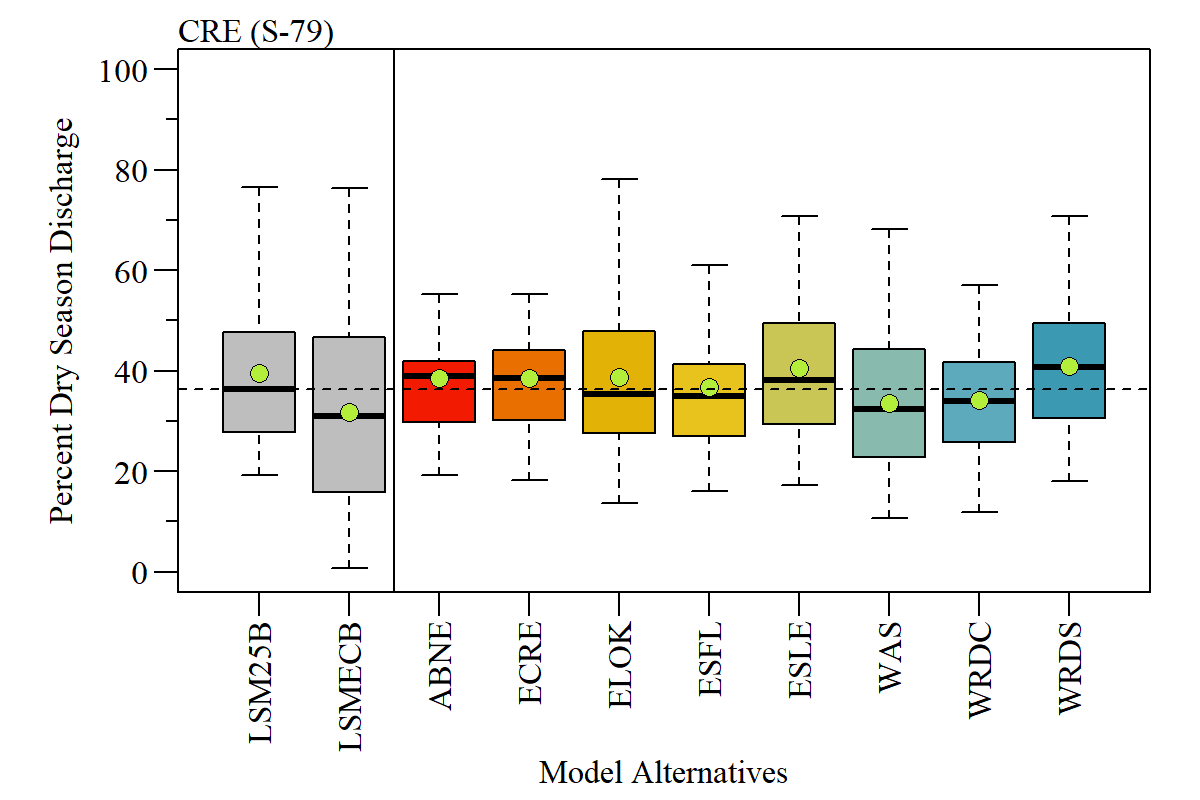 CRE (S-79)
Percent Dry Season Discharge
100
80
60
40
20
0
LSM25B
LSMECB
ABNE
ECRE
ELOK
ESFL
ESLE
WAS
WRDC
WRDS
Model Alternatives